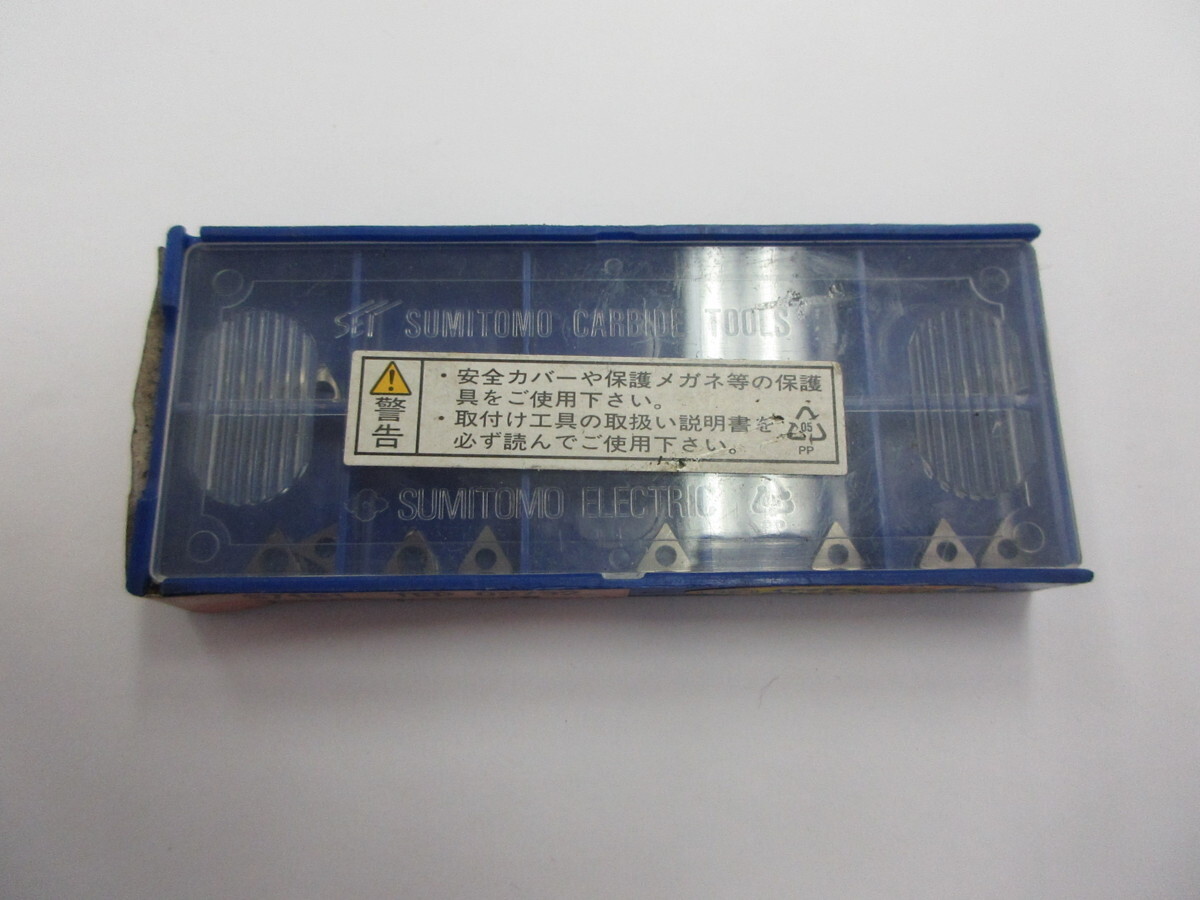 SEI SUMITOMO CARBIDE TOOLS
警告
・安全カバーや保護メガネ等の保護
具をご使用下さい。
・取付け工具の取扱い説明書を
必ず読んでご使用下さい。
05
PP
SUMITOMO ELECTRIC
PP